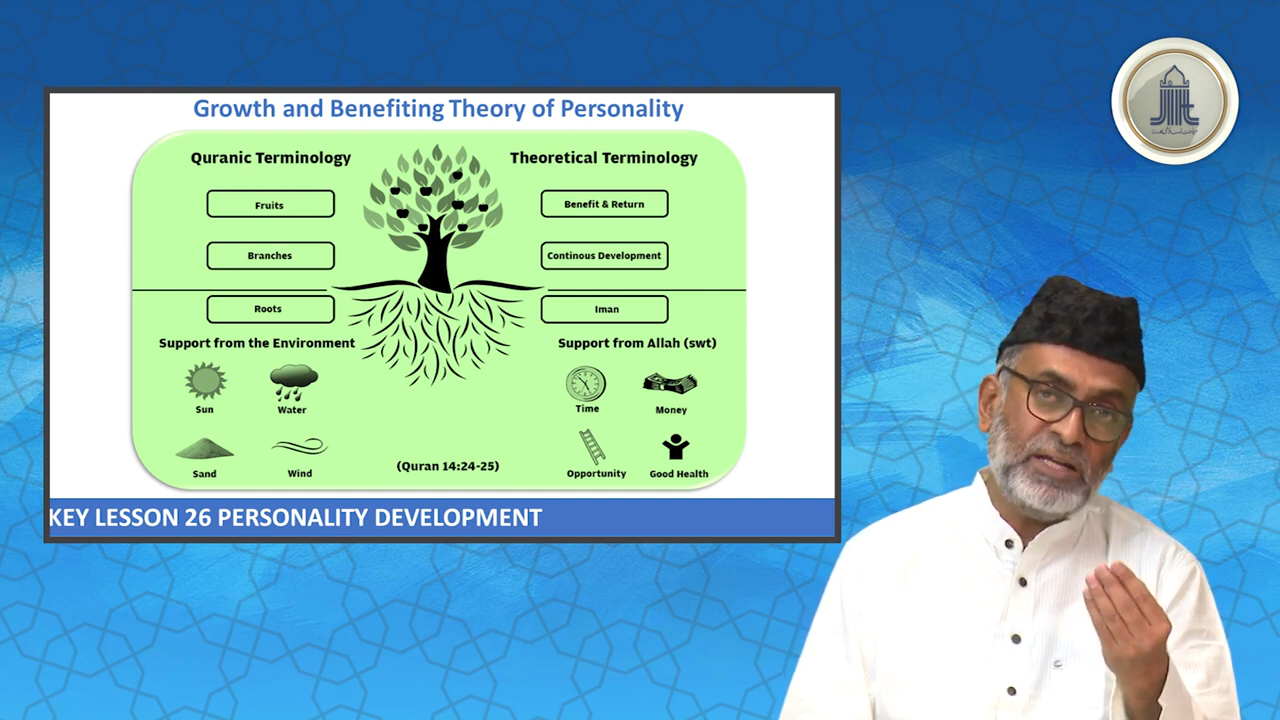 Growth and Benefiting Theory of Personality
Quranic Terminology
Theoretical Terminology
Fruits
Benefit & Return
Branches
Continous Development
Roots
Iman
Support from the Environment
Support from Allah (swt)
Sun
Water
Time
Money
Sand
Wind
(Quran 14:24-25)
Opportunity
Good Health
KEY LESSON 26 PERSONALITY DEVELOPMENT